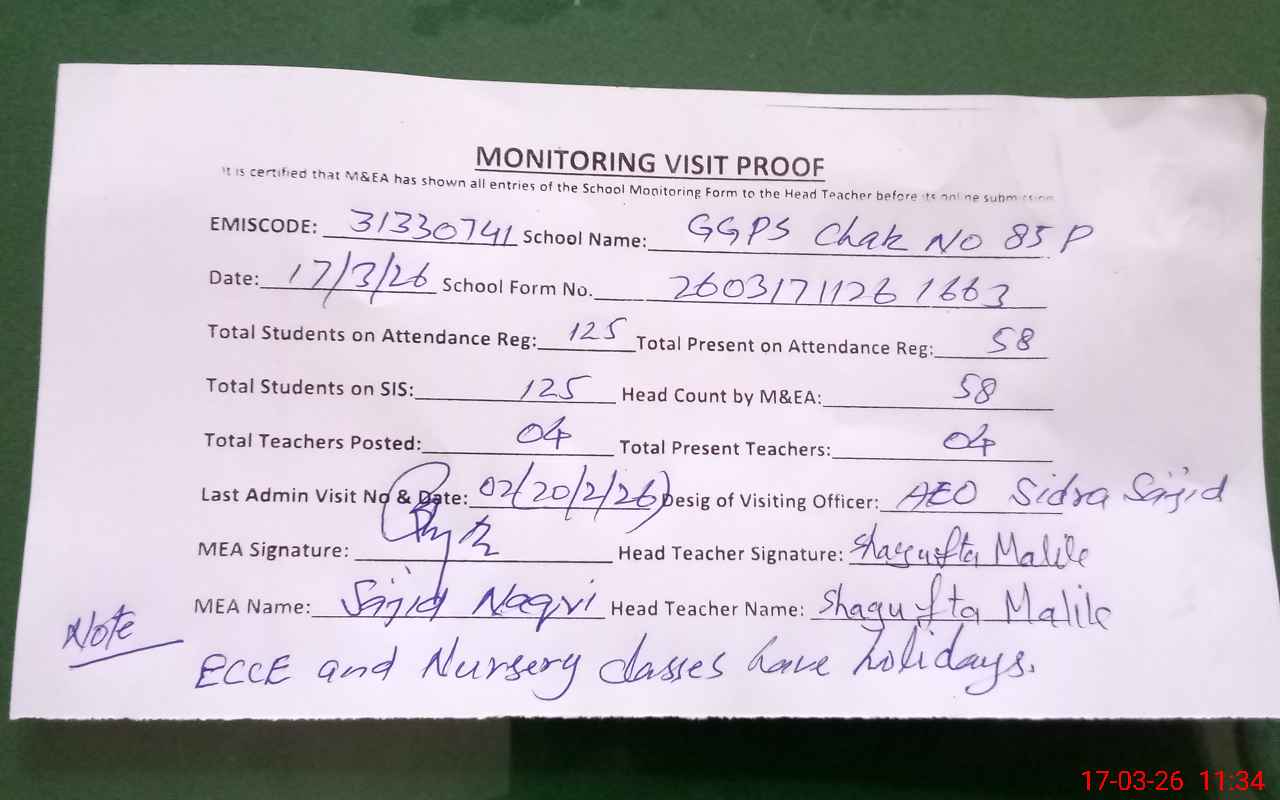 MONITORING VISIT PROOF
It is certified that M&EA has shown all entries of the School Monitoring Form to the Head Teacher before its online submission
EMISCODE: 31330741 School Name: GGPS Chak No 85 P
Date: 17/3/26 School Form No. 2603171126 1663
Total Students on Attendance Reg: 125 Total Present on Attendance Reg: 58
Total Students on SIS: 125 Head Count by M&EA: 58
Total Teachers Posted: 04 Total Present Teachers: 04
Last Admin Visit No & Date: 02(20/2/26) Desig of Visiting Officer: AEO Sidra Sajjid
MEA Signature: Head Teacher Signature: Shagufta Malik
MEA Name: Sajjid Naqvi Head Teacher Name: Shagufta Malik
Note
ECCE and Nursery classes have holidays.
17-03-26 11:34